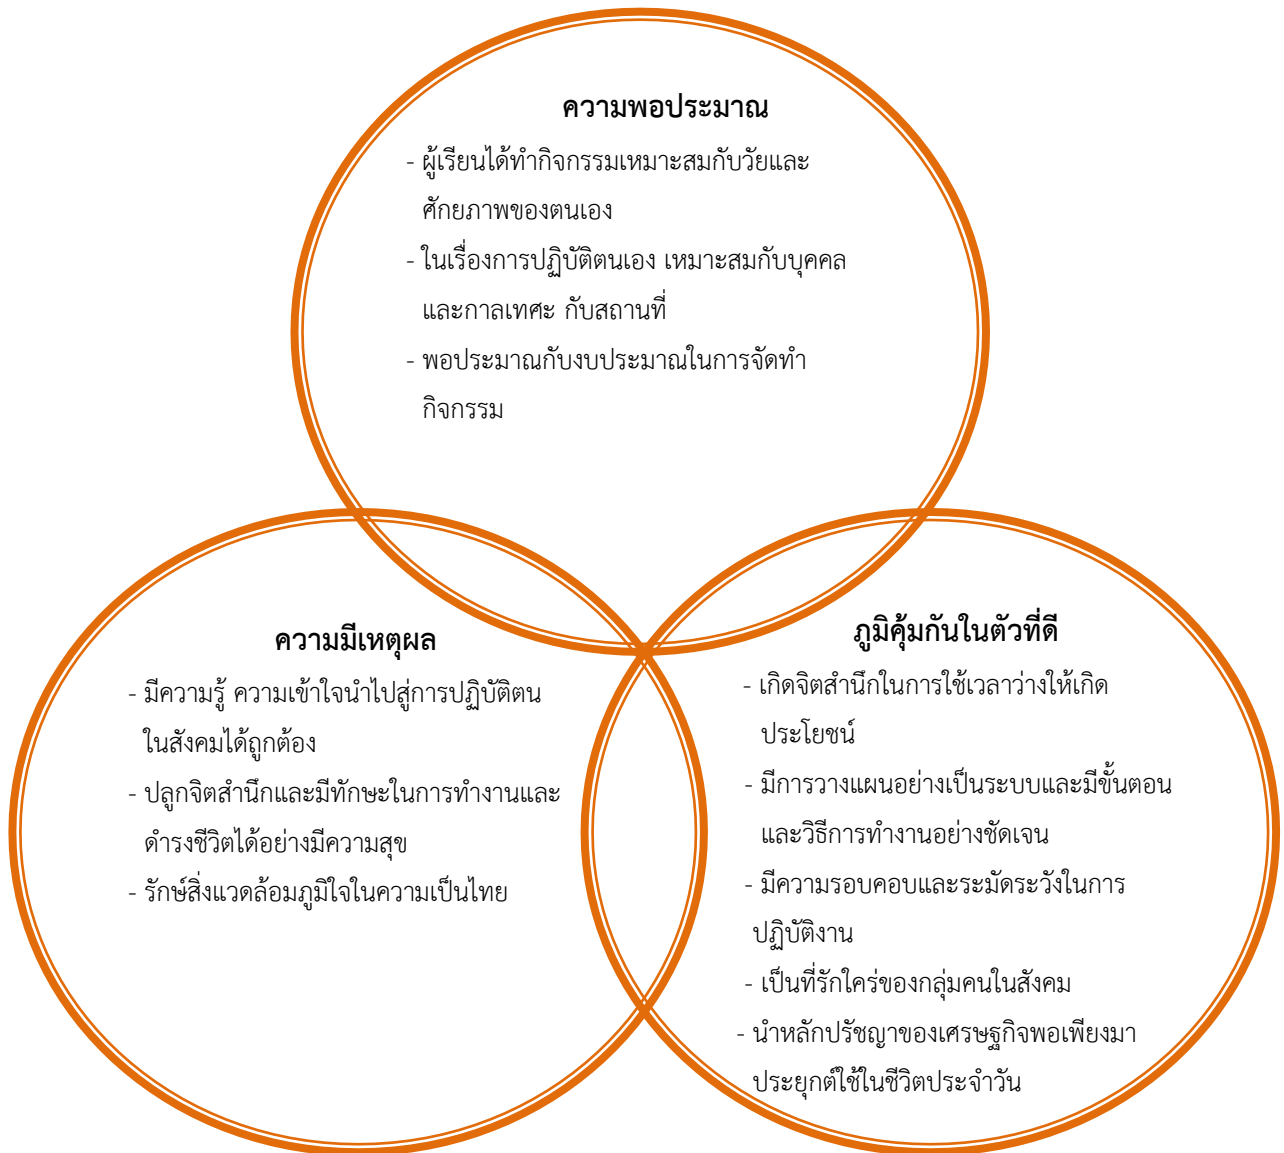 ความพอประมาณ
- ผู้เรียนได้ทำกิจกรรมเหมาะสมกับวัยและ
ศักยภาพของตนเอง
- ในเรื่องการปฏิบัติตนเอง เหมาะสมกับบุคคล
และกาลเทศะ กับสถานที่
- พอประมาณกับงบประมาณในการจัดทำ
กิจกรรม
ความมีเหตุผล
- มีความรู้ ความเข้าใจนำไปสู่การปฏิบัติตน
ในสังคมได้ถูกต้อง
- ปลูกจิตสำนึกและมีทักษะในการทำงานและ
ดำรงชีวิตได้อย่างมีความสุข
- รักษ์สิ่งแวดล้อมภูมิใจในความเป็นไทย
ภูมิคุ้มกันในตัวที่ดี
- เกิดจิตสำนึกในการใช้เวลาว่างให้เกิด
ประโยชน์
- มีการวางแผนอย่างเป็นระบบและมีขั้นตอน
และวิธีการทำงานอย่างชัดเจน
- มีความรอบคอบและระมัดระวังในการ
ปฏิบัติงาน
- เป็นที่รักใคร่ของกลุ่มคนในสังคม
- นำหลักปรัชญาของเศรษฐกิจพอเพียงมา
ประยุกต์ใช้ในชีวิตประจำวัน